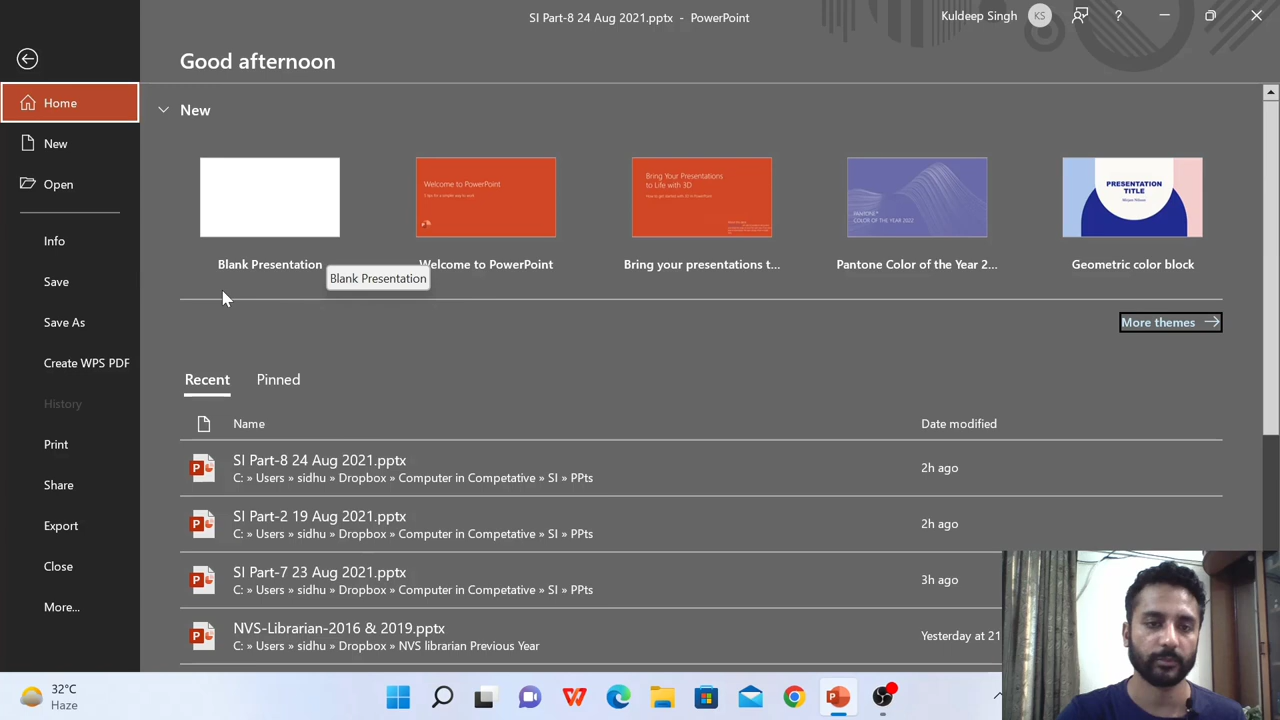 SI Part-8 24 Aug 2021.pptx - PowerPoint
Kuldeep Singh
KS
?
Good afternoon
Home
New
Open
Info
Save
Save As
Create WPS PDF
History
Print
Share
Export
Close
More...
New
Welcome to PowerPoint
Bring Your Presentations
to Life with 3D
PANTONE®
COLOR OF THE YEAR 2022
PRESENTATION
TITLE
Blank Presentation
Welcome to PowerPoint
Bring your presentations t...
Pantone Color of the Year 2...
Geometric color block
Blank Presentation
More themes
Recent
Pinned
Name
Date modified
SI Part-8 24 Aug 2021.pptx
C: » Users » sidhu » Dropbox » Computer in Competative » SI » PPts
2h ago
SI Part-2 19 Aug 2021.pptx
C: » Users » sidhu » Dropbox » Computer in Competative » SI » PPts
2h ago
SI Part-7 23 Aug 2021.pptx
C: » Users » sidhu » Dropbox » Computer in Competative » SI » PPts
3h ago
NVS-Librarian-2016 & 2019.pptx
C: » Users » sidhu » Dropbox » NVS librarian Previous Year
Yesterday at 21
32°C
Haze